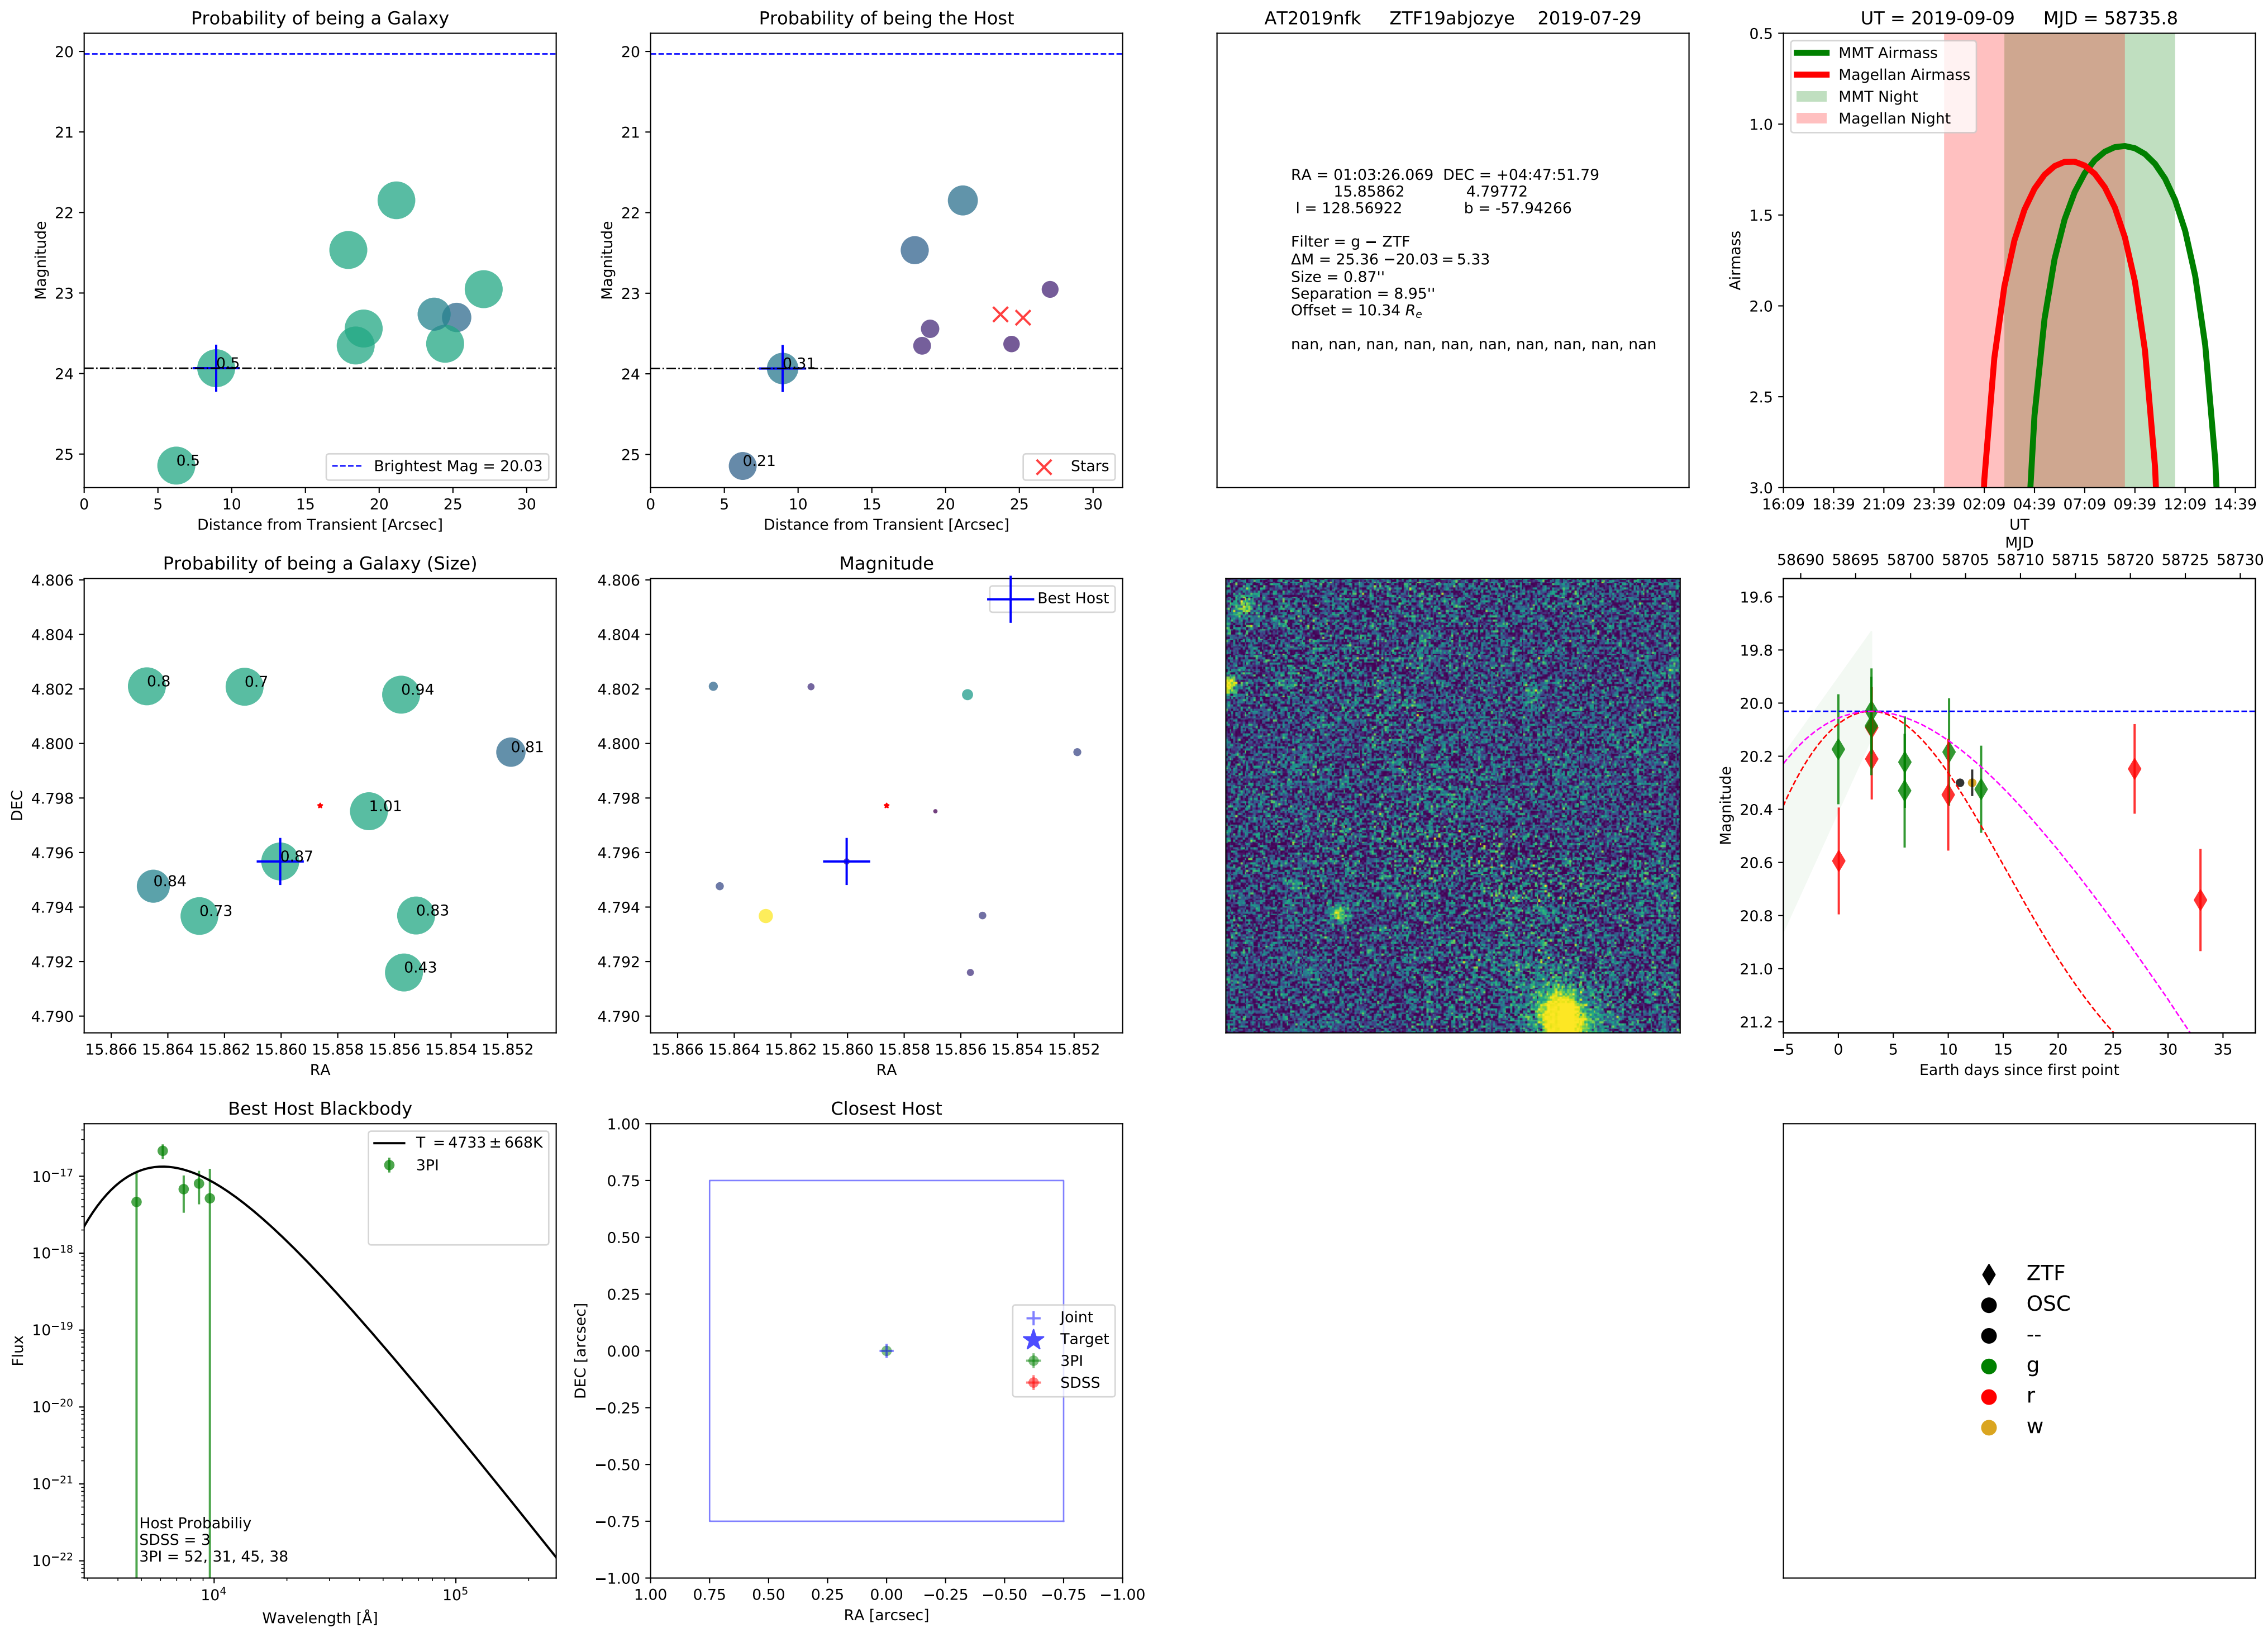 Probability of being a Galaxy
20
21
22
23
24
25
Magnitude
0.5
0.5
Brightest Mag = 20.03
0 5 10 15 20 25 30
Distance from Transient [Arcsec]
Probability of being the Host
20
21
22
23
24
25
Magnitude
0.31
0.21
Stars
0 5 10 15 20 25 30
Distance from Transient [Arcsec]
AT2019nfk ZTF19abjozye 2019-07-29
RA = 01:03:26.069 DEC = +04:47:51.79
15.85862 4.79772
l = 128.56922 b = -57.94266
Filter = g − ZTF
ΔM = 25.36 −20.03 = 5.33
Size = 0.87''
Separation = 8.95''
Offset = 10.34 Re
nan, nan, nan, nan, nan, nan, nan, nan, nan, nan
UT = 2019-09-09 MJD = 58735.8
0.5
1.0
1.5
2.0
2.5
3.0
Airmass
MMT Airmass
Magellan Airmass
MMT Night
Magellan Night
16:09 18:39 21:09 23:39 02:09 04:39 07:09 09:39 12:09 14:39
UT
Probability of being a Galaxy (Size)
4.806
4.804
4.802
4.800
4.798
4.796
4.794
4.792
4.790
DEC
0.8
0.7
0.94
0.81
1.01
0.87
0.84
0.73
0.83
0.43
15.866 15.864 15.862 15.860 15.858 15.856 15.854 15.852
RA
Magnitude
4.806
4.804
4.802
4.800
4.798
4.796
4.794
4.792
4.790
Best Host
15.866 15.864 15.862 15.860 15.858 15.856 15.854 15.852
RA
MJD
58690 58695 58700 58705 58710 58715 58720 58725 58730
19.6
19.8
20.0
20.2
20.4
20.6
20.8
21.0
21.2
Magnitude
−5 0 5 10 15 20 25 30 35
Earth days since first point
Best Host Blackbody
10−17
10−18
10−19
10−20
10−21
10−22
Flux
T = 4733 ± 668K
3PI
Host Probabiliy
SDSS = 3
3PI = 52, 31, 45, 38
104 105
Wavelength [Å]
Closest Host
1.00
0.75
0.50
0.25
0.00
−0.25
−0.50
−0.75
−1.00
DEC [arcsec]
Joint
Target
3PI
SDSS
1.00 0.75 0.50 0.25 0.00 −0.25 −0.50 −0.75 −1.00
RA [arcsec]
ZTF
OSC
--
g
r
w